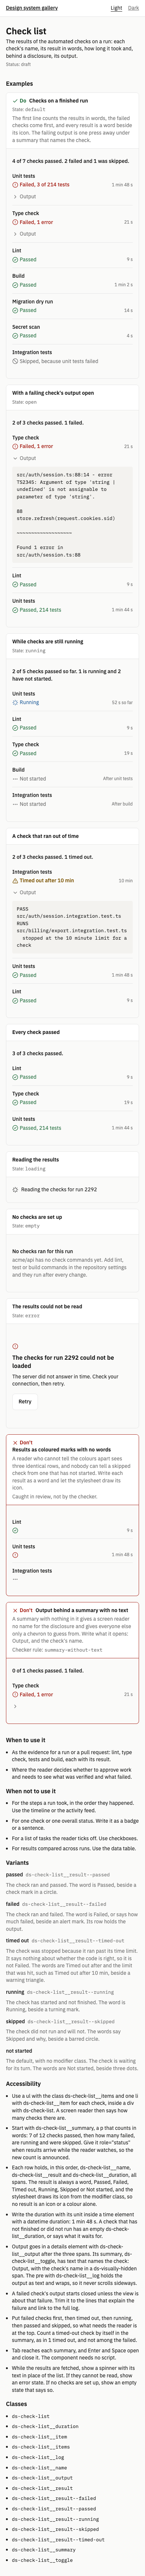 Design system gallery
Light
Dark
Check list
The results of the automated checks on a run: each
check's name, its result in words, how long it took and,
behind a disclosure, its output.
Status: draft
Examples
Do Checks on a finished run
State: default
The first line counts the results in words, the failed
checks come first, and every result is a word beside
its icon. The failing output is one press away under
a summary that names the check.
4 of 7 checks passed. 2 failed and 1 was skipped.
Unit tests
Failed, 3 of 214 tests
1 min 48 s
Output
Type check
Failed, 1 error
21 s
Output
Lint
Passed
9 s
Build
Passed
1 min 2 s
Migration dry run
Passed
14 s
Secret scan
Passed
4 s
Integration tests
Skipped, because unit tests failed
With a failing check's output open
State: open
2 of 3 checks passed. 1 failed.
Type check
Failed, 1 error
21 s
Output
src/auth/session.ts:88:14 - error
TS2345: Argument of type 'string |
undefined' is not assignable to
parameter of type 'string'.
88
store.refresh(request.cookies.sid)
~~~~~~~~~~~~~~~~~~~
Found 1 error in
src/auth/session.ts:88
Lint
Passed
9 s
Unit tests
Passed, 214 tests
1 min 44 s
While checks are still running
State: running
2 of 5 checks passed so far. 1 is running and 2
have not started.
Unit tests
Running
52 s so far
Lint
Passed
9 s
Type check
Passed
19 s
Build
Not started
After unit tests
Integration tests
Not started
After build
A check that ran out of time
2 of 3 checks passed. 1 timed out.
Integration tests
Timed out after 10 min
10 min
Output
PASS
src/auth/session.integration.test.ts
RUNS
src/billing/export.integration.test.ts
stopped at the 10 minute limit for a
check
Unit tests
Passed
1 min 48 s
Lint
Passed
9 s
Every check passed
3 of 3 checks passed.
Lint
Passed
9 s
Type check
Passed
19 s
Unit tests
Passed, 214 tests
1 min 44 s
Reading the results
State: loading
Reading the checks for run 2292
No checks are set up
State: empty
No checks ran for this run
acme/api has no check commands yet. Add lint,
test or build commands in the repository settings
and they run after every change.
The results could not be read
State: error
The checks for run 2292 could not be
loaded
The server did not answer in time. Check your
connection, then retry.
Retry
Don't
Results as coloured marks with no words
A reader who cannot tell the colours apart sees
three identical rows, and nobody can tell a skipped
check from one that has not started. Write each
result as a word and let the stylesheet draw its
icon.
Caught in review, not by the checker.
Lint
9 s
Unit tests
1 min 48 s
Integration tests
Don't Output behind a summary with no text
A summary with nothing in it gives a screen reader
no name for the disclosure and gives everyone else
only a chevron to guess from. Write what it opens:
Output, and the check's name.
Checker rule: summary-without-text
0 of 1 checks passed. 1 failed.
Type check
Failed, 1 error
21 s
When to use it
As the evidence for a run or a pull request: lint, type
check, tests and build, each with its result.
Where the reader decides whether to approve work
and needs to see what was verified and what failed.
When not to use it
For the steps a run took, in the order they happened.
Use the timeline or the activity feed.
For one check or one overall status. Write it as a badge
or a sentence.
For a list of tasks the reader ticks off. Use checkboxes.
For results compared across runs. Use the data table.
Variants
passed ds-check-list__result--passed
The check ran and passed. The word is Passed, beside a
check mark in a circle.
failed ds-check-list__result--failed
The check ran and failed. The word is Failed, or says how
much failed, beside an alert mark. Its row holds the
output.
timed out ds-check-list__result--timed-out
The check was stopped because it ran past its time limit.
It says nothing about whether the code is right, so it is
not Failed. The words are Timed out after and the limit
that was hit, such as Timed out after 10 min, beside a
warning triangle.
running ds-check-list__result--running
The check has started and not finished. The word is
Running, beside a turning mark.
skipped ds-check-list__result--skipped
The check did not run and will not. The words say
Skipped and why, beside a barred circle.
not started
The default, with no modifier class. The check is waiting
for its turn. The words are Not started, beside three dots.
Accessibility
Use a ul with the class ds-check-list__items and one li
with ds-check-list__item for each check, inside a div
with ds-check-list. A screen reader then says how
many checks there are.
Start with ds-check-list__summary, a p that counts in
words: 7 of 12 checks passed, then how many failed,
are running and were skipped. Give it role="status"
when results arrive while the reader watches, so the
new count is announced.
Each row holds, in this order, ds-check-list__name,
ds-check-list__result and ds-check-list__duration, all
spans. The result is always a word, Passed, Failed,
Timed out, Running, Skipped or Not started, and the
stylesheet draws its icon from the modifier class, so
no result is an icon or a colour alone.
Write the duration with its unit inside a time element
with a datetime duration: 1 min 48 s. A check that has
not finished or did not run has an empty ds-check-
list__duration, or says what it waits for.
Output goes in a details element with ds-check-
list__output after the three spans. Its summary, ds-
check-list__toggle, has text that names the check:
Output, with the check's name in a ds-visually-hidden
span. The pre with ds-check-list__log holds the
output as text and wraps, so it never scrolls sideways.
A failed check's output starts closed unless the view is
about that failure. Trim it to the lines that explain the
failure and link to the full log.
Put failed checks first, then timed out, then running,
then passed and skipped, so what needs the reader is
at the top. Count a timed-out check by itself in the
summary, as in 1 timed out, and not among the failed.
Tab reaches each summary, and Enter and Space open
and close it. The component needs no script.
While the results are fetched, show a spinner with its
text in place of the list. If they cannot be read, show
an error state. If no checks are set up, show an empty
state that says so.
Classes
ds-check-list
ds-check-list__duration
ds-check-list__item
ds-check-list__items
ds-check-list__log
ds-check-list__name
ds-check-list__output
ds-check-list__result
ds-check-list__result--failed
ds-check-list__result--passed
ds-check-list__result--running
ds-check-list__result--skipped
ds-check-list__result--timed-out
ds-check-list__summary
ds-check-list__toggle